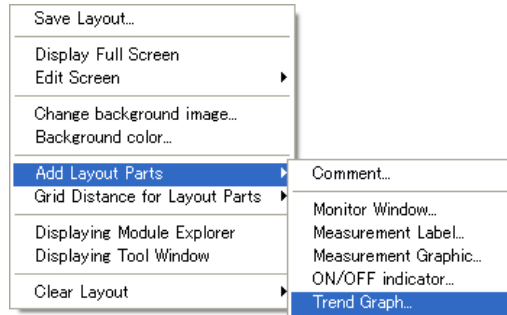 Save Layout...
Display Full Screen
Edit Screen
Change background image...
Background color...
Add Layout Parts
Grid Distance for Layout Parts
Displaying Module Explorer
Displaying Tool Window
Clear Layout
Comment...
Monitor Window...
Measurement Label...
Measurement Graphic...
ON/OFF indicator...
Trend Graph...